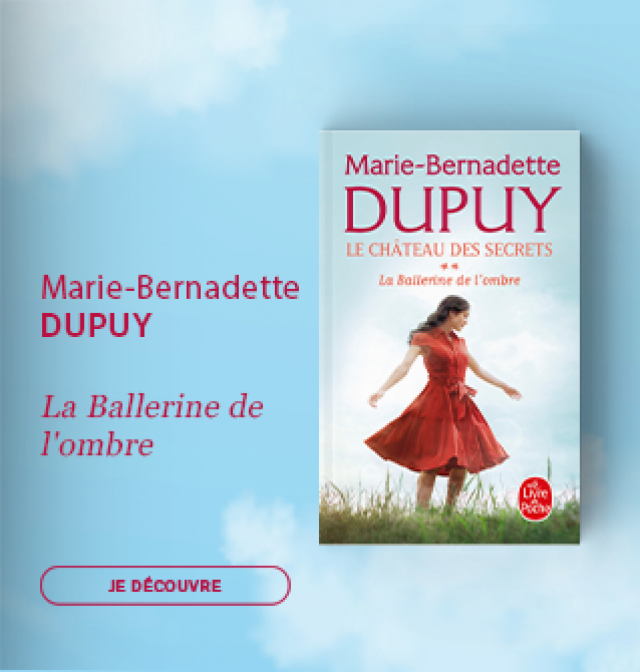 Marie-Bernadette
DUPUY
La Ballerine de
l'ombre
JE DÉCOUVRE
Marie-Bernadette
DUPUY
LE CHÂTEAU DES SECRETS
**
La Ballerine de l'ombre
Le
Livre
de
Poche